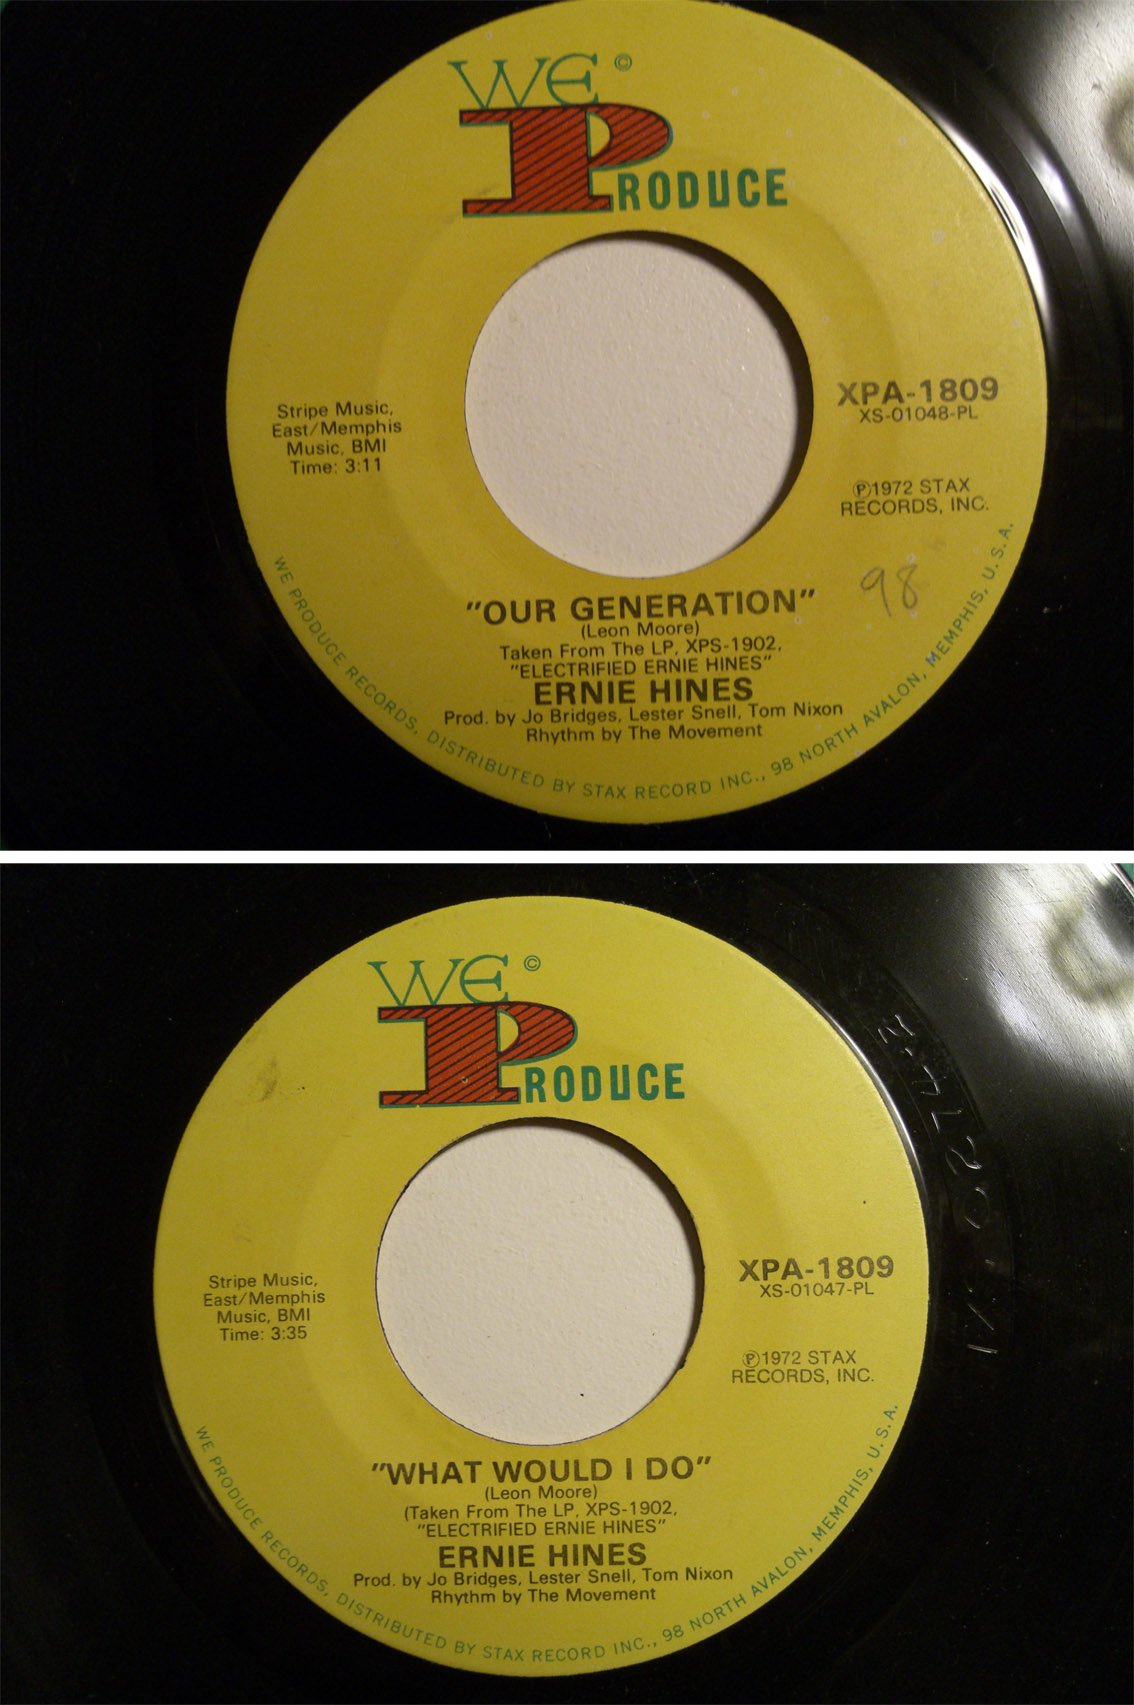 WE ©
PRODUCE
Stripe Music,
East/Memphis
Music, BMI
Time: 3:11
XPA-1809
XS-01048-PL
Ⓟ1972 STAX
RECORDS, INC.
98
"OUR GENERATION"
(Leon Moore)
Taken From The LP, XPS-1902,
"ELECTRIFIED ERNIE HINES"
ERNIE HINES
Prod. by Jo Bridges, Lester Snell, Tom Nixon
Rhythm by The Movement
WE PRODUCE RECORDS, DISTRIBUTED BY STAX RECORD INC., 98 NORTH AVALON, MEMPHIS, U.S.A.
WE ©
PRODUCE
Stripe Music,
East/Memphis
Music, BMI
Time: 3:35
XPA-1809
XS-01047-PL
Ⓟ1972 STAX
RECORDS, INC.
"WHAT WOULD I DO"
(Leon Moore)
(Taken From The LP, XPS-1902,
"ELECTRIFIED ERNIE HINES"
ERNIE HINES
Prod. by Jo Bridges, Lester Snell, Tom Nixon
Rhythm by The Movement
WE PRODUCE RECORDS, DISTRIBUTED BY STAX RECORD INC., 98 NORTH AVALON, MEMPHIS, U.S.A.